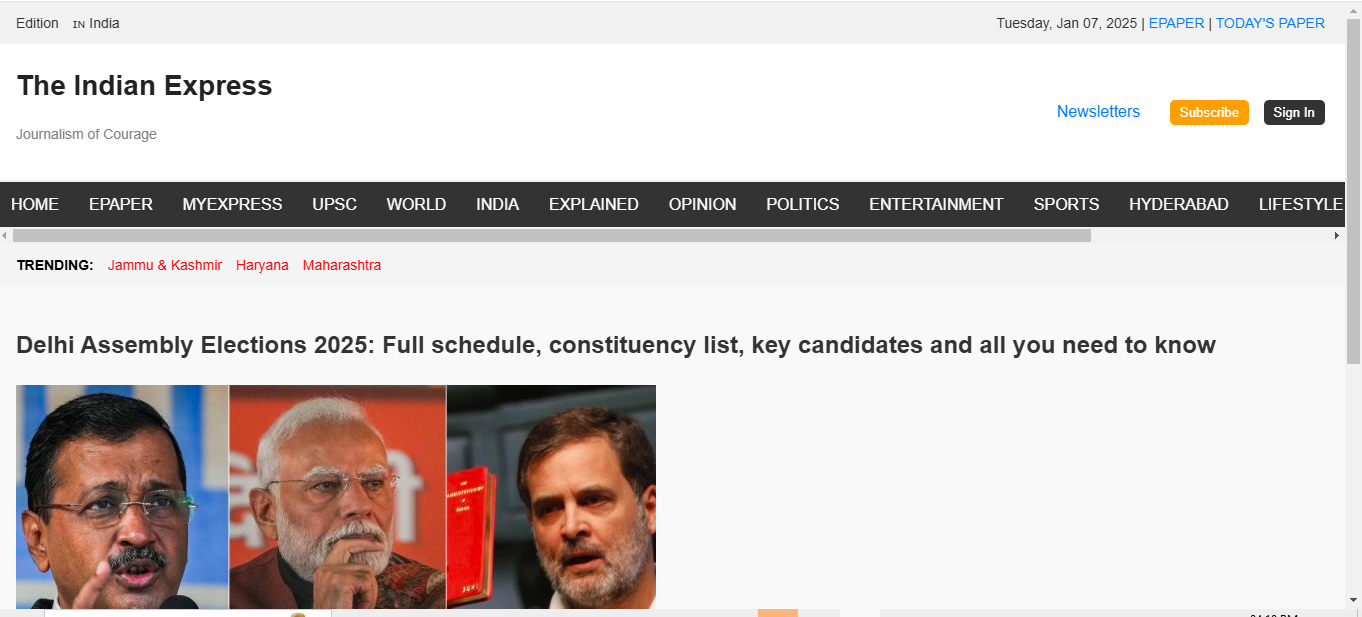 Edition IN India
Tuesday, Jan 07, 2025 | EPAPER | TODAY'S PAPER
The Indian Express
Journalism of Courage
Newsletters Subscribe Sign In
HOME EPAPER MYEXPRESS UPSC WORLD INDIA EXPLAINED OPINION POLITICS ENTERTAINMENT SPORTS HYDERABAD LIFESTYLE
TRENDING: Jammu & Kashmir Haryana Maharashtra
Delhi Assembly Elections 2025: Full schedule, constituency list, key candidates and all you need to know